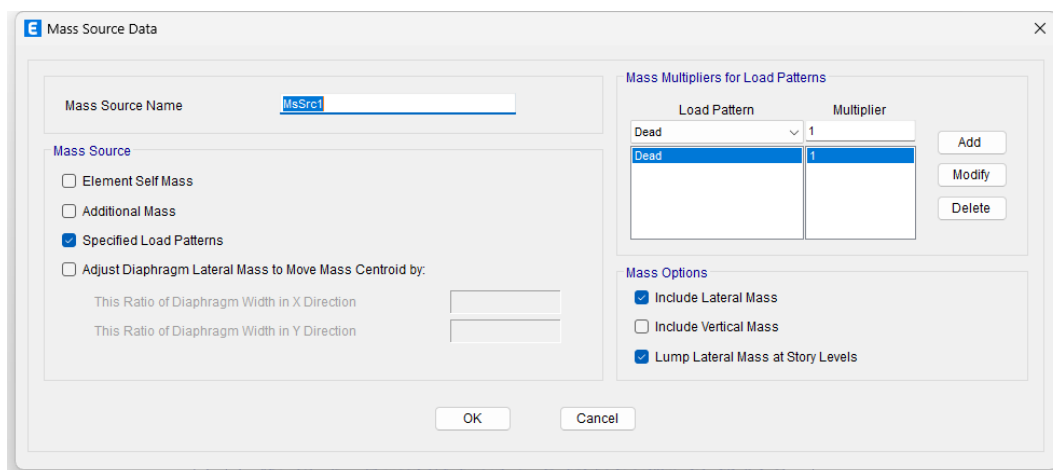 E Mass Source Data
Mass Source Name
MsSrc1
Mass Source
Element Self Mass
Additional Mass
Specified Load Patterns
Adjust Diaphragm Lateral Mass to Move Mass Centroid by:
This Ratio of Diaphragm Width in X Direction
This Ratio of Diaphragm Width in Y Direction
Mass Multipliers for Load Patterns
Load Pattern Multiplier
Dead 1
Dead 1
Add
Modify
Delete
Mass Options
Include Lateral Mass
Include Vertical Mass
Lump Lateral Mass at Story Levels
OK Cancel